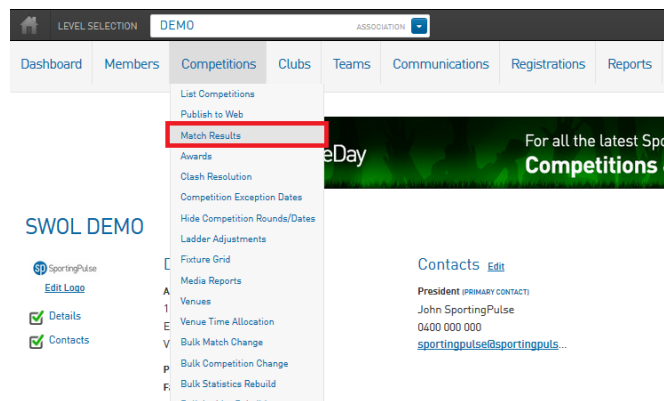 LEVEL SELECTION DEMO ASSOCIATION
Dashboard Members Competitions Clubs Teams Communications Registrations Reports
List Competitions
Publish to Web
Match Results
Awards
Clash Resolution
Competition Exception Dates
Hide Competition Rounds/Dates
Ladder Adjustments
Fixture Grid
Media Reports
Venues
Venue Time Allocation
Bulk Match Change
Bulk Competition Change
Bulk Statistics Rebuild
eDay
For all the latest Spo
Competitions
SWOL DEMO
sp SportingPulse
Edit Logo
Details
Contacts
Contacts Edit
President (PRIMARY CONTACT)
John SportingPulse
0400 000 000
sportingpulse@sportingpuls...